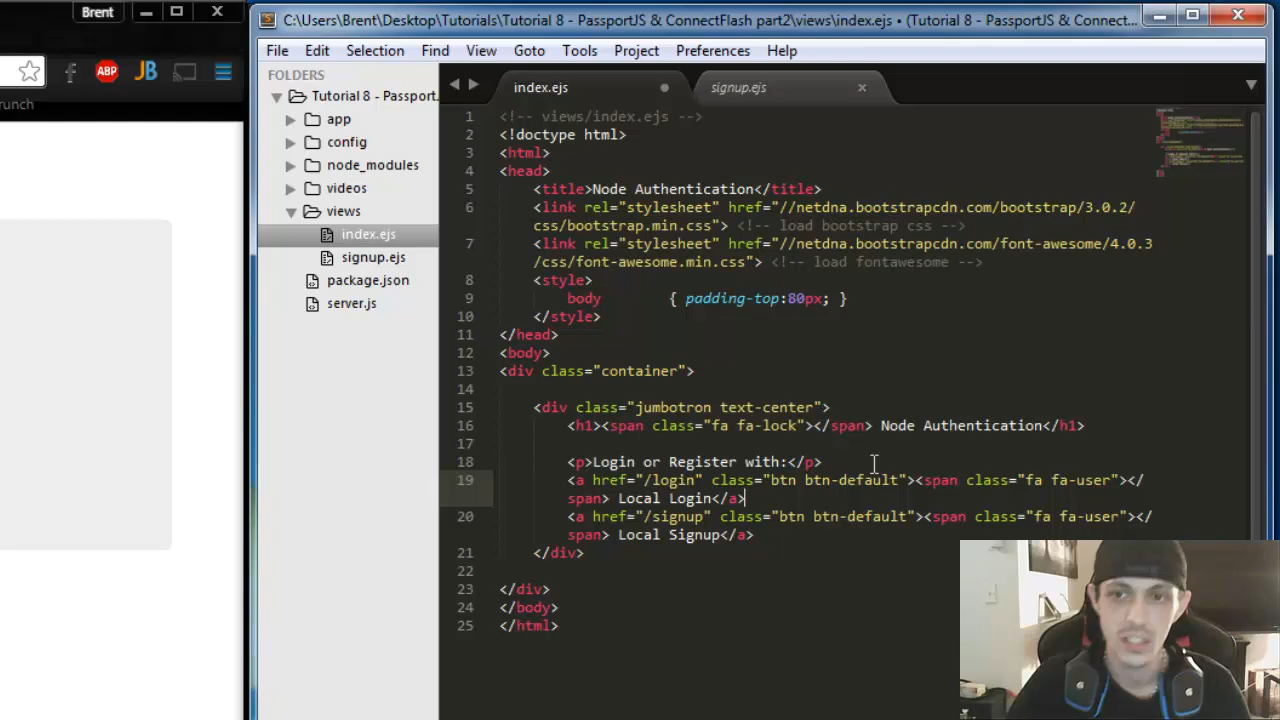 Brent
C:\Users\Brent\Desktop\Tutorials\Tutorial 8 - PassportJS & ConnectFlash part2\views\index.ejs • (Tutorial 8 - PassportJS & Connect...
File Edit Selection Find View Goto Tools Project Preferences Help
ABP JB
runch
FOLDERS
Tutorial 8 - Passport.
app
config
node_modules
videos
views
index.ejs
signup.ejs
package.json
server.js
index.ejs signup.ejs
1 <!-- views/index.ejs -->
2 <!doctype html>
3 <html>
4 <head>
5 <title>Node Authentication</title>
6 <link rel="stylesheet" href="//netdna.bootstrapcdn.com/bootstrap/3.0.2/
css/bootstrap.min.css"> <!-- load bootstrap css -->
7 <link rel="stylesheet" href="//netdna.bootstrapcdn.com/font-awesome/4.0.3
/css/font-awesome.min.css"> <!-- load fontawesome -->
8 <style>
9 body { padding-top:80px; }
10 </style>
11 </head>
12 <body>
13 <div class="container">
14
15 <div class="jumbotron text-center">
16 <h1><span class="fa fa-lock"></span> Node Authentication</h1>
17
18 <p>Login or Register with:</p>
19 <a href="/login" class="btn btn-default"><span class="fa fa-user"></
span> Local Login</a>
20 <a href="/signup" class="btn btn-default"><span class="fa fa-user"></
span> Local Signup</a>
21 </div>
22
23 </div>
24 </body>
25 </html>